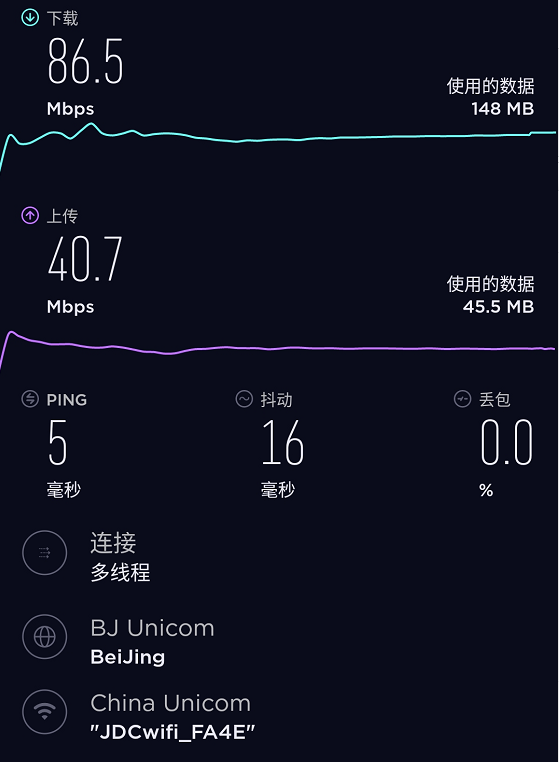 下载
86.5
Mbps
使用的数据
148 MB
上传
40.7
Mbps
使用的数据
45.5 MB
PING 抖动 丢包
5 16 0.0
毫秒 毫秒 %
连接
多线程
BJ Unicom
BeiJing
China Unicom
"JDCwifi_FA4E"